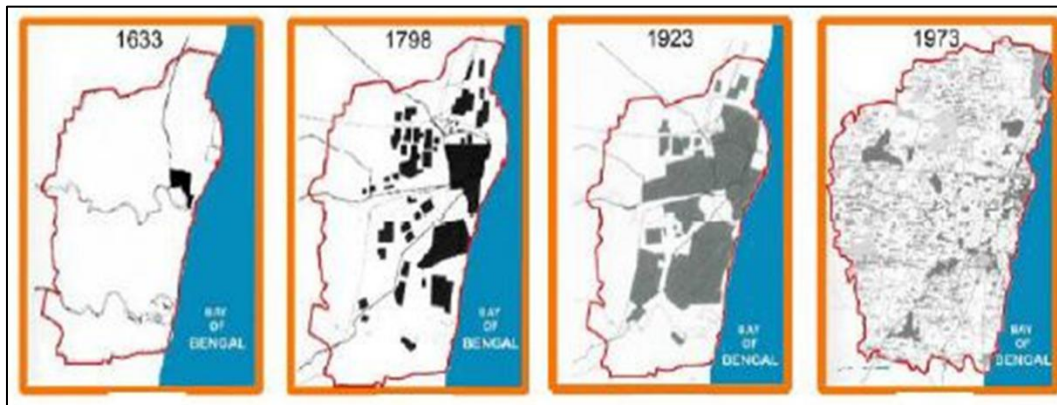 1633
BAY
OF
BENGAL
1798
BAY
OF
BENGAL
1923
BAY
OF
BENGAL
1973
BAY
OF
BENGAL